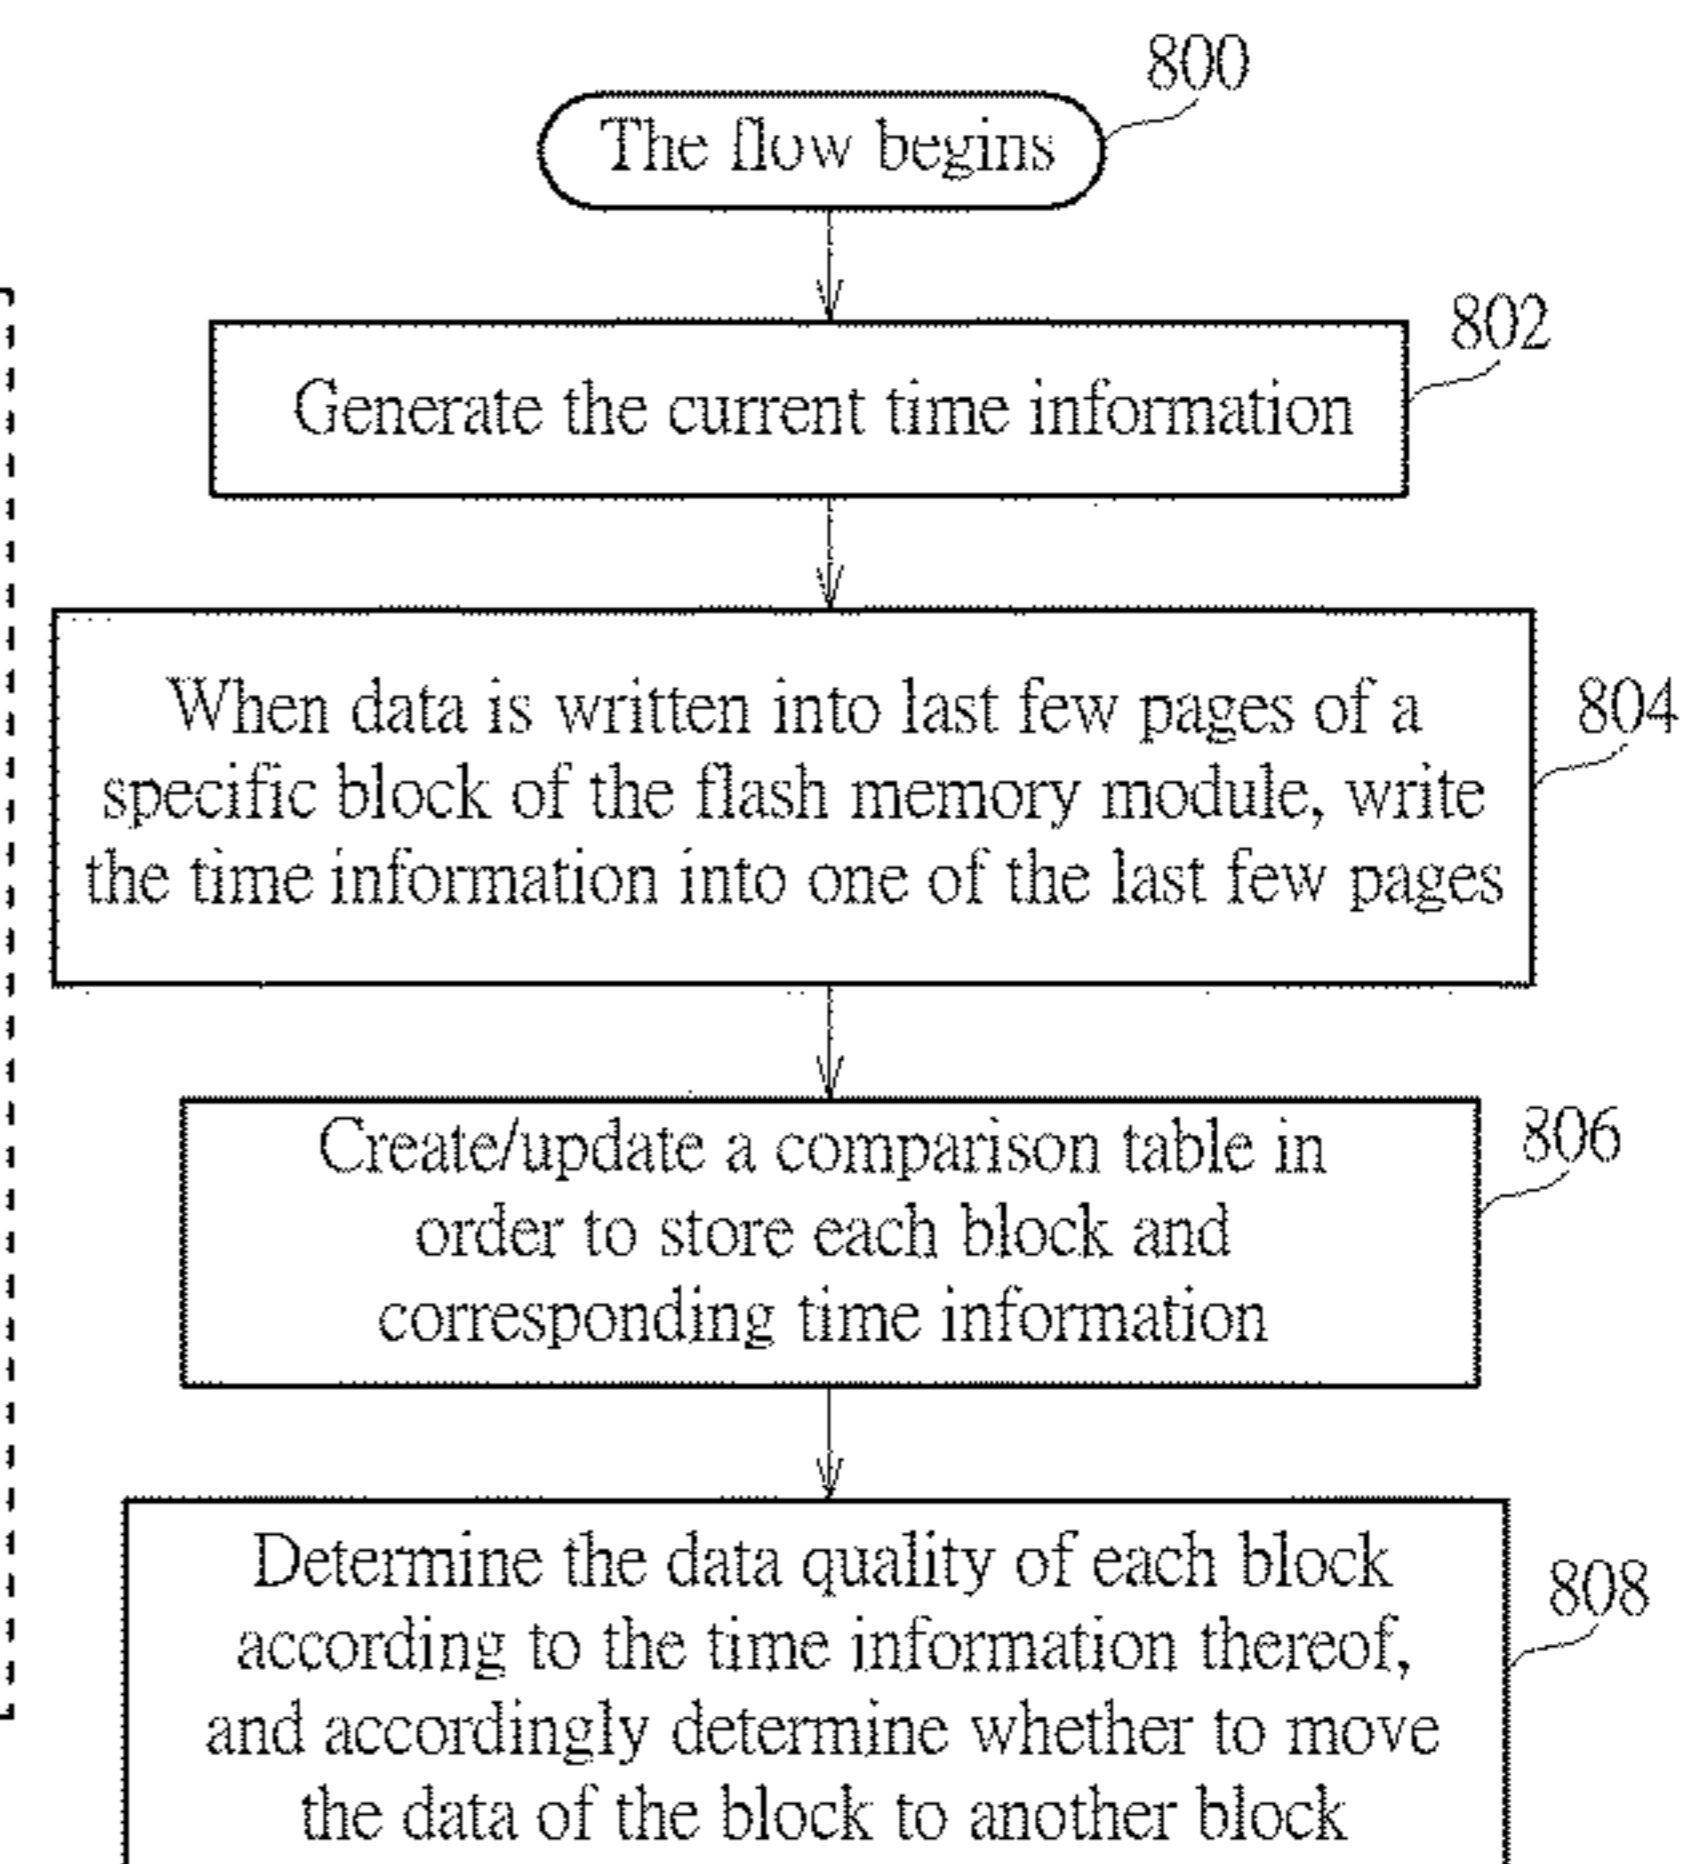 800
The flow begins
802
Generate the current time information
804
When data is written into last few pages of a
specific block of the flash memory module, write
the time information into one of the last few pages
806
Create/update a comparison table in
order to store each block and
corresponding time information
808
Determine the data quality of each block
according to the time information thereof,
and accordingly determine whether to move
the data of the block to another block